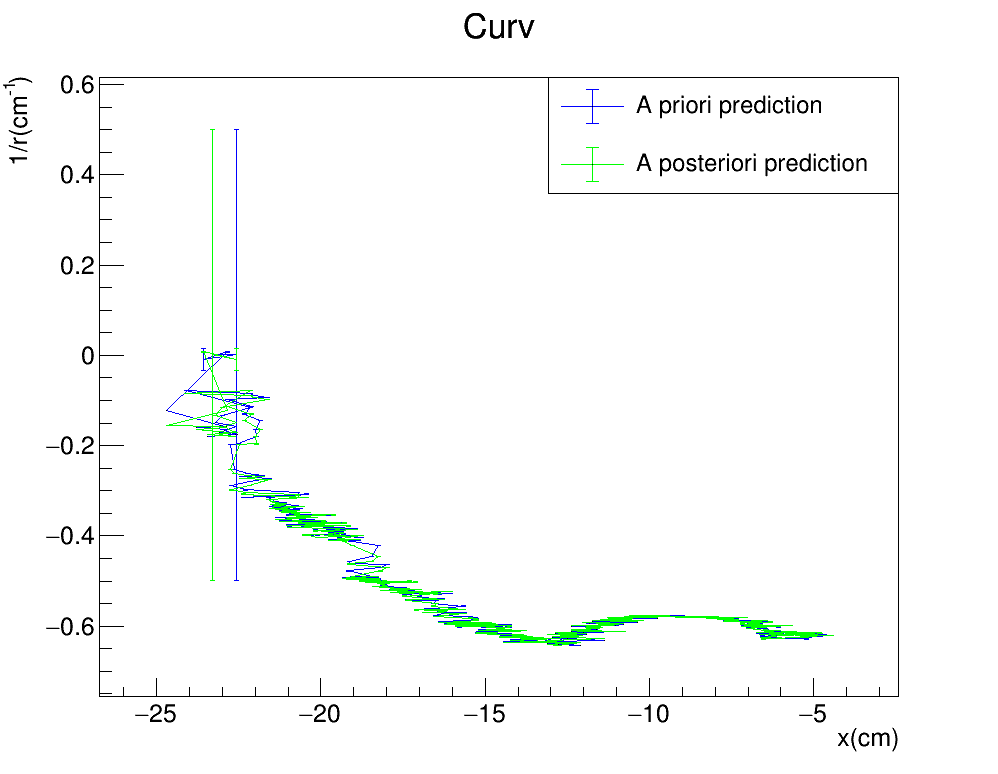 Curv
1/r(cm⁻¹)
A priori prediction
A posteriori prediction
0.6
0.4
0.2
0
−0.2
−0.4
−0.6
−25 −20 −15 −10 −5
x(cm)